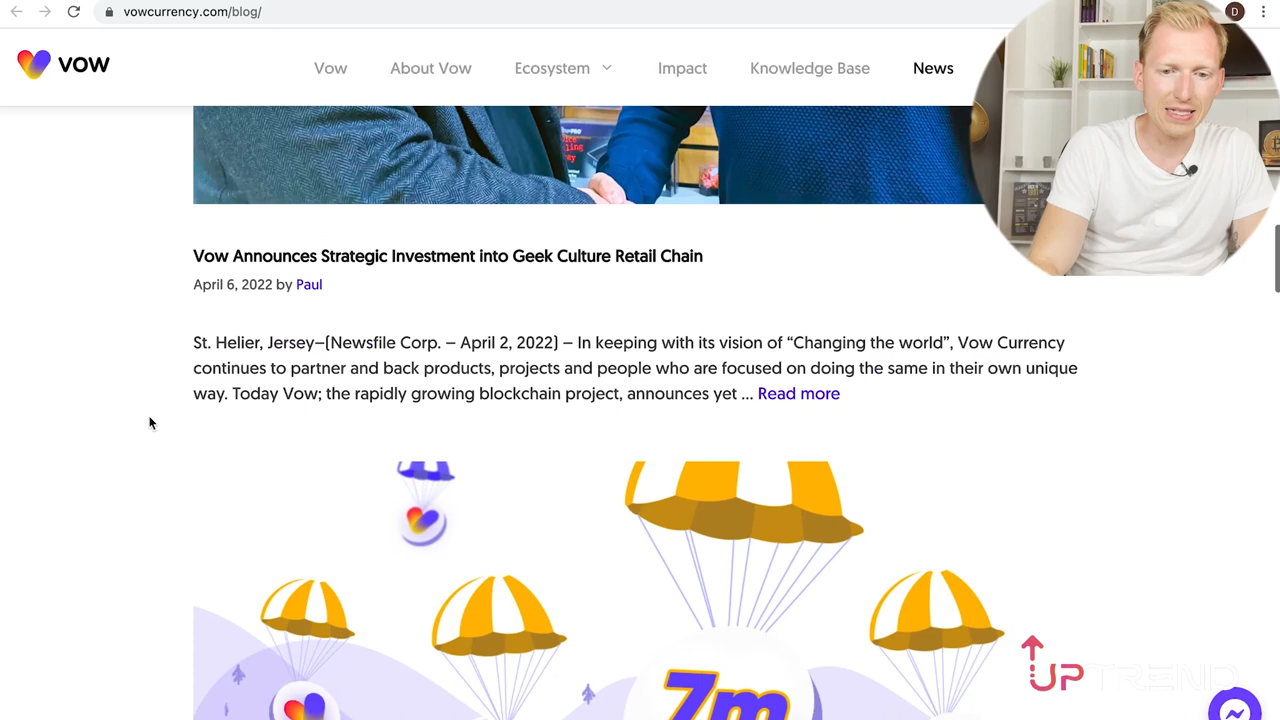 vowcurrency.com/blog/
D
VOW
Vow
About Vow
Ecosystem
Impact
Knowledge Base
News
Vow Announces Strategic Investment into Geek Culture Retail Chain
April 6, 2022 by Paul
St. Helier, Jersey–(Newsfile Corp. – April 2, 2022) – In keeping with its vision of “Changing the world”, Vow Currency
continues to partner and back products, projects and people who are focused on doing the same in their own unique
way. Today Vow; the rapidly growing blockchain project, announces yet ... Read more
7m
UPTREND